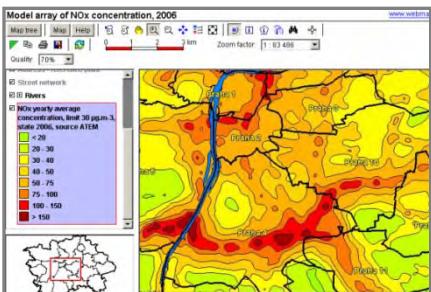 Model array of NOx concentration, 2006
www.webma
Map tree Map Help
0 1 2 3 km
Zoom factor 1 : 83 486
Quality 70%
Street network
Rivers
NOx yearly average
concentration, limit 30 µg.m-3,
state 2006, source ATEM
< 20
20 - 30
30 - 40
40 - 50
50 - 75
75 - 100
100 - 150
> 150
Praha 1
Praha 2
Praha 10
Praha 4
Praha 11